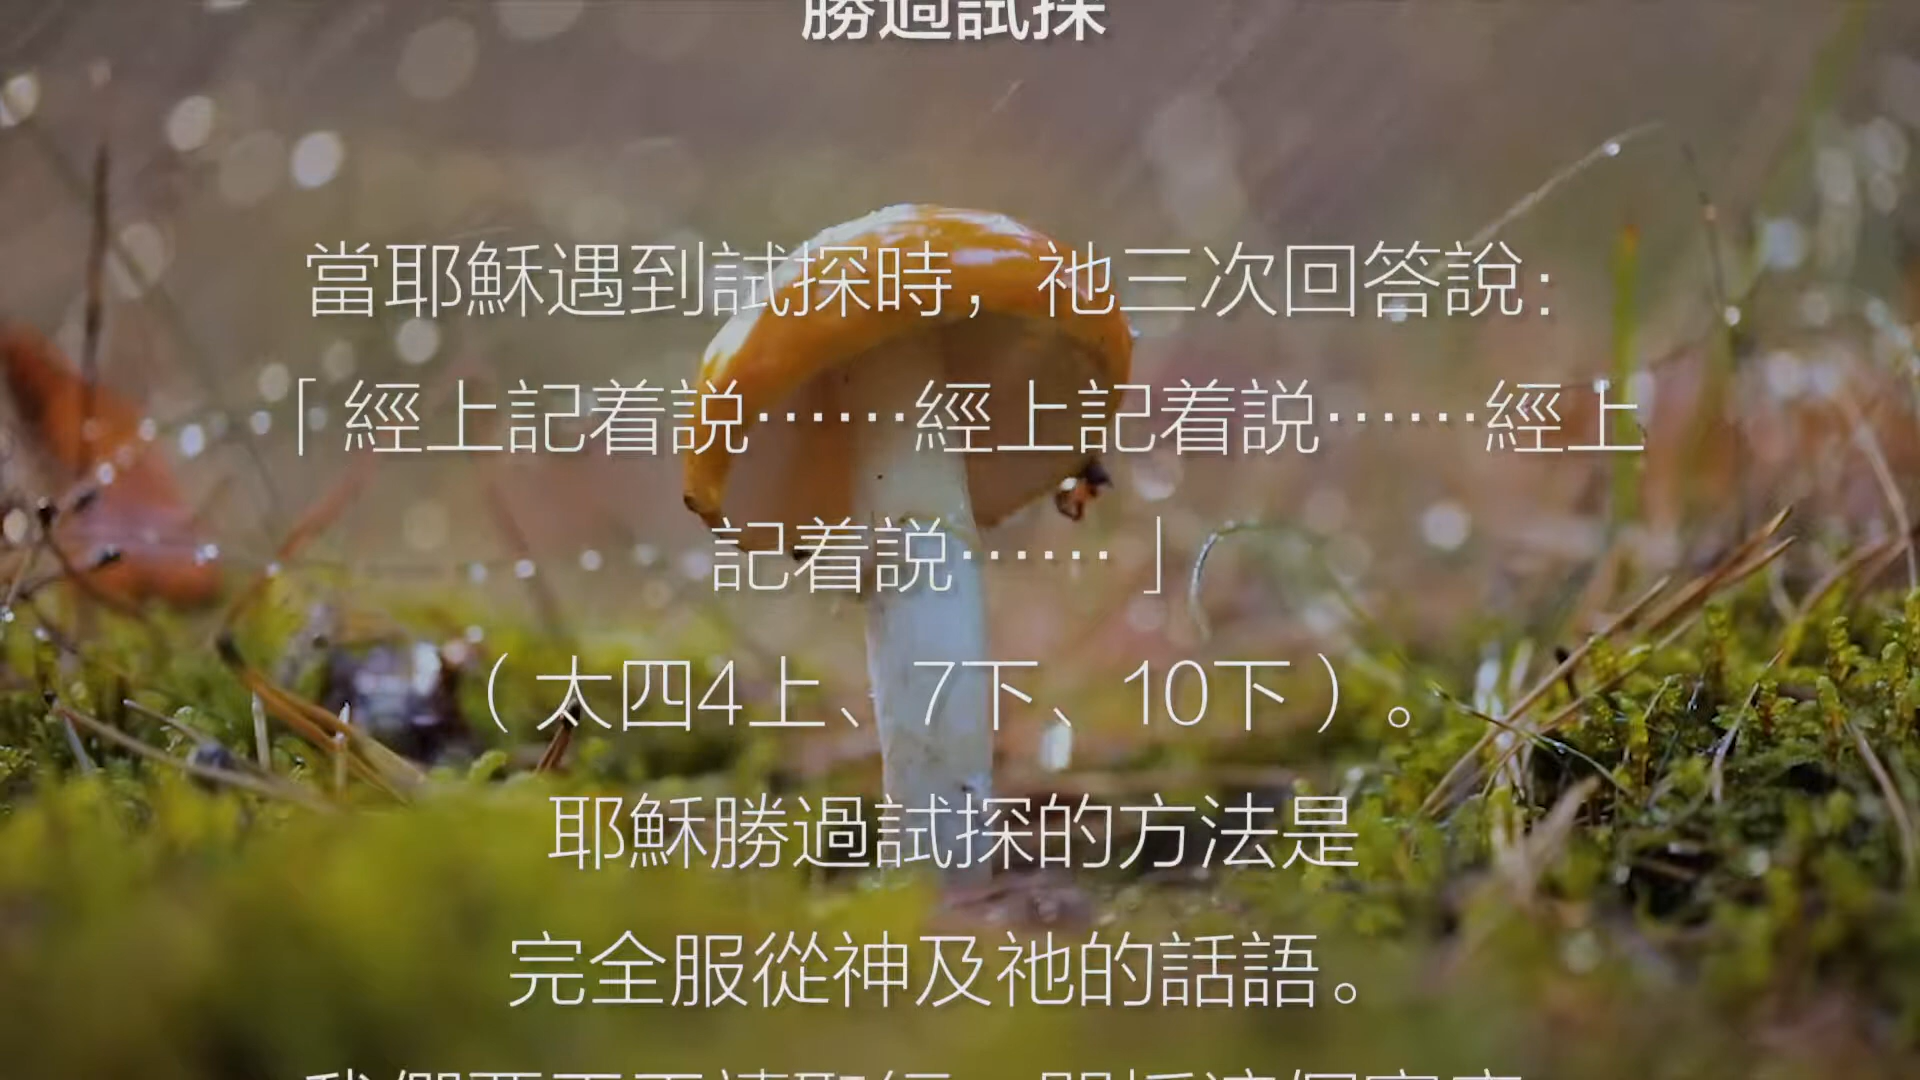 勝過試探
當耶穌遇到試探時，祂三次回答說：
「經上記着説……經上記着説……經上
記着説……」
（太四4上、7下、10下）。
耶穌勝過試探的方法是
完全服從神及祂的話語。